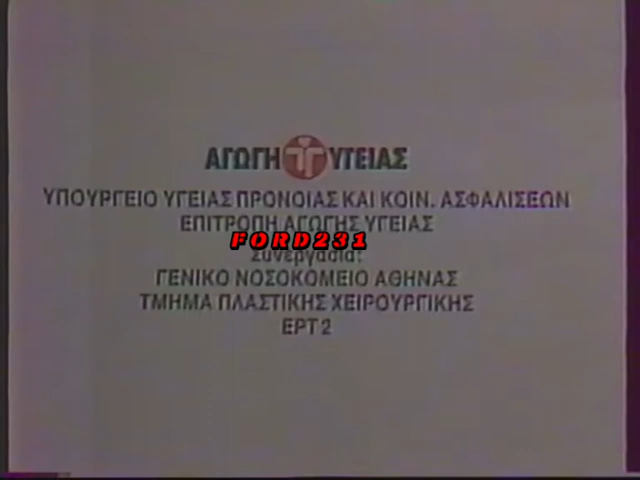 ΑΓΩΓΗ ΥΓΕΙΑΣ
ΥΠΟΥΡΓΕΙΟ ΥΓΕΙΑΣ ΠΡΟΝΟΙΑΣ ΚΑΙ ΚΟΙΝ. ΑΣΦΑΛΙΣΕΩΝ
ΕΠΙΤΡΟΠΗ ΑΓΩΓΗΣ ΥΓΕΙΑΣ
FORD231
Συνεργασία:
ΓΕΝΙΚΟ ΝΟΣΟΚΟΜΕΙΟ ΑΘΗΝΑΣ
ΤΜΗΜΑ ΠΛΑΣΤΙΚΗΣ ΧΕΙΡΟΥΡΓΙΚΗΣ
ΕΡΤ 2